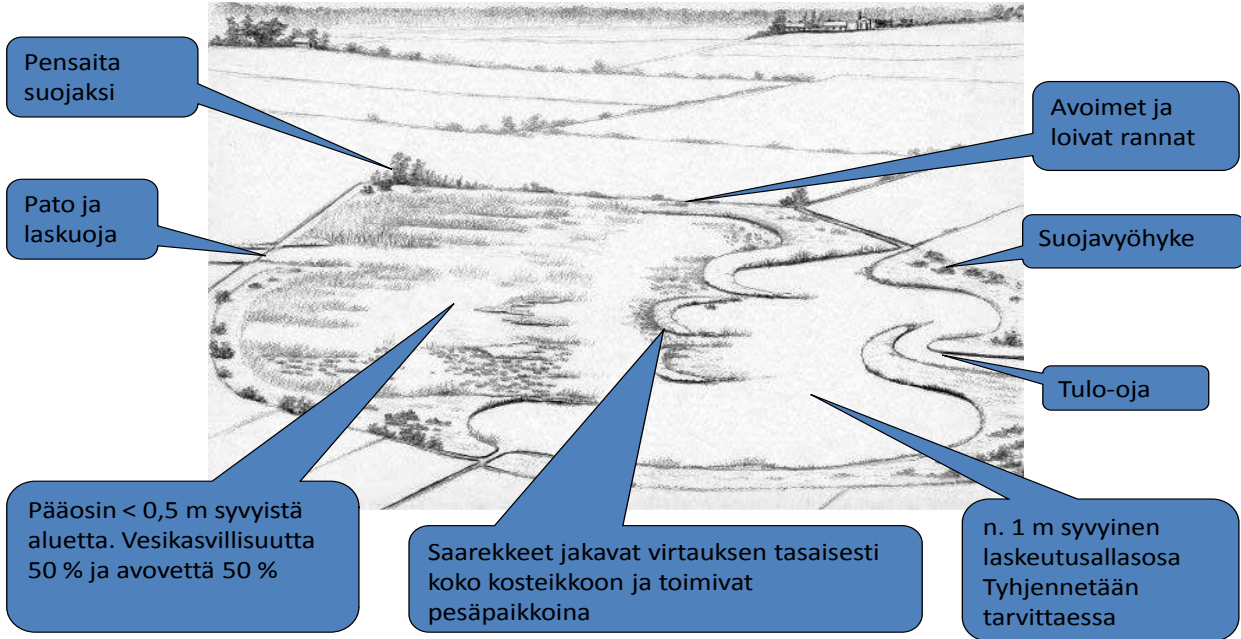 Pensaita
suojaksi
Avoimet ja
loivat rannat
Pato ja
laskuoja
Suojavyöhyke
Tulo-oja
Pääosin < 0,5 m syvyistä
aluetta. Vesikasvillisuutta
50 % ja avovettä 50 %
Saarekkeet jakavat virtauksen tasaisesti
koko kosteikkoon ja toimivat
pesäpaikkoina
n. 1 m syvyinen
laskeutusallasosa
Tyhjennetään
tarvittaessa